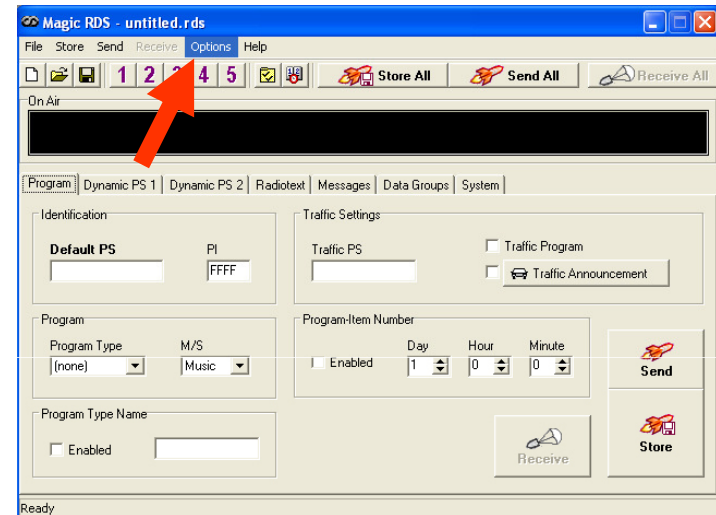 Magic RDS - untitled.rds
File Store Send Receive Options Help
1 2 3 4 5 Store All Send All Receive All
On Air
Program Dynamic PS 1 Dynamic PS 2 Radiotext Messages Data Groups System
Identification
Default PS PI
FFFF
Traffic Settings
Traffic PS Traffic Program
Traffic Announcement
Program
Program Type M/S
(none) Music
Program-Item Number
Day Hour Minute
Enabled 1 0 0
Send
Program Type Name
Enabled
Receive
Store
Ready